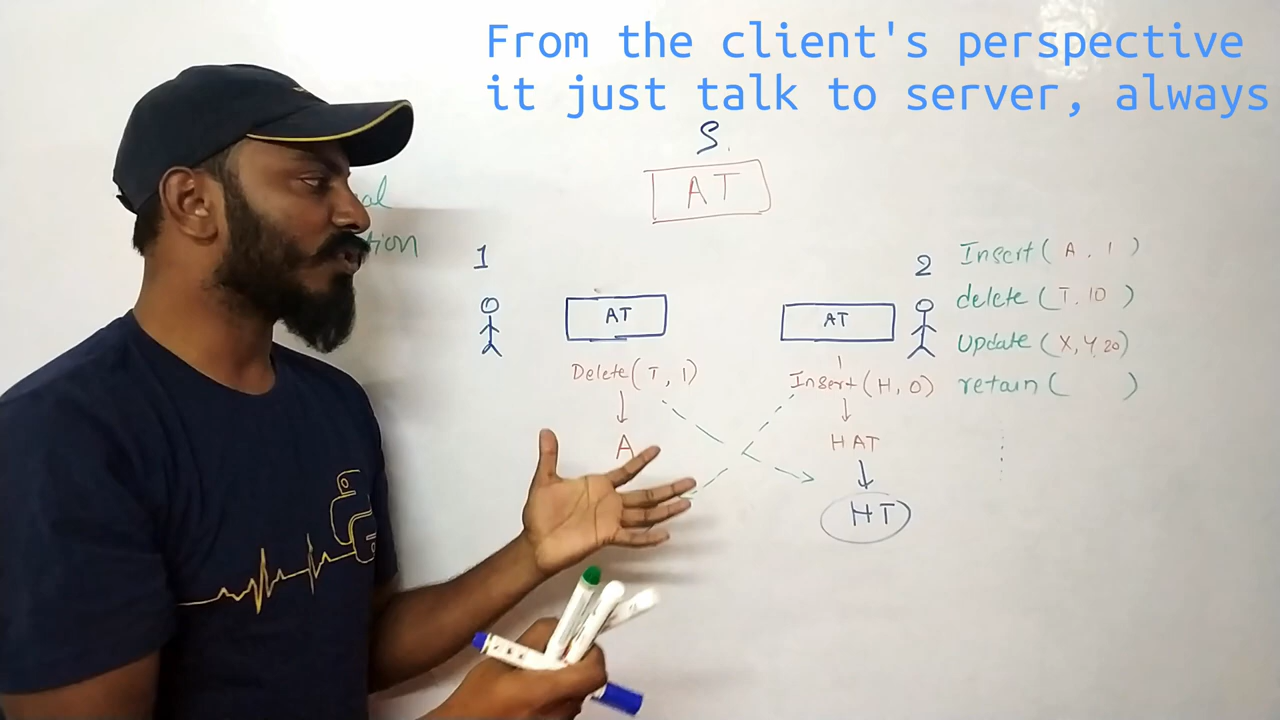 From the client's perspective
it just talk to server, always
S.
AT
1
AT
Delete(T, 1)
A
2
AT
Insert(H, 0)
HAT
HT
Insert( A, 1 )
delete ( T, 10 )
Update (X, Y, 20)
retain ( )